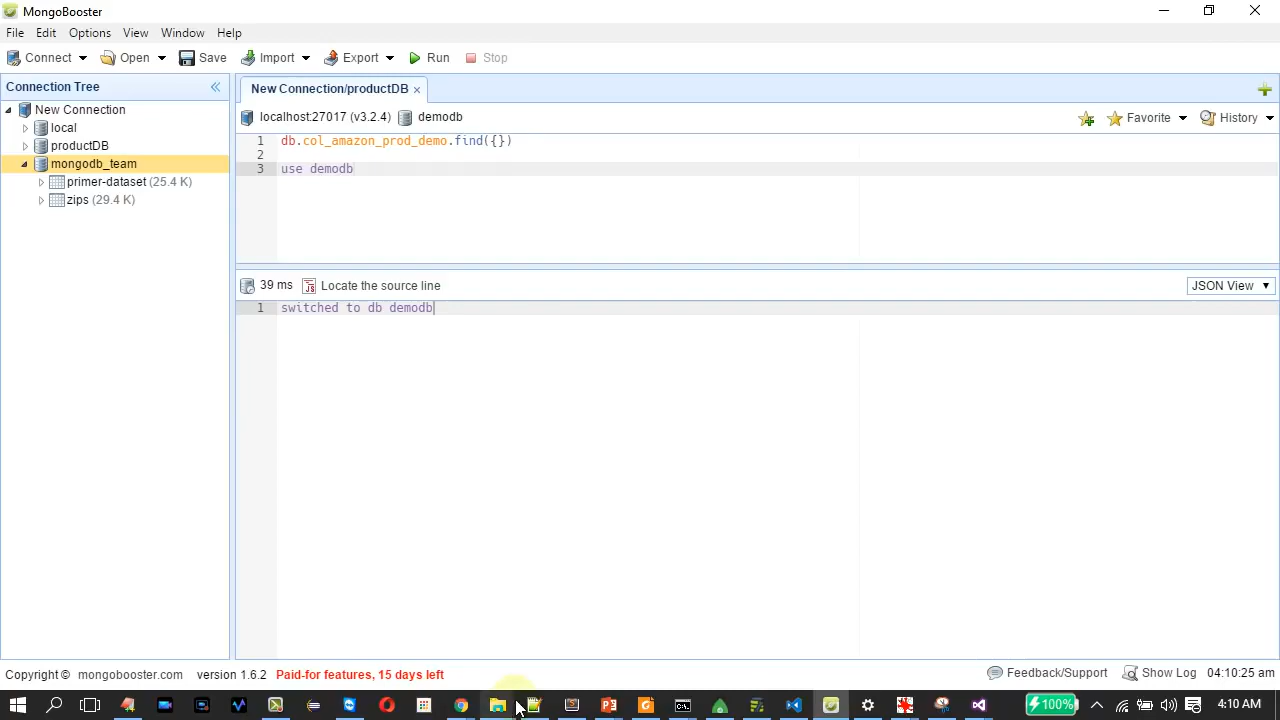 MongoBooster
File Edit Options View Window Help
Connect Open Save Import Export Run Stop
Connection Tree
New Connection
local
productDB
mongodb_team
primer-dataset (25.4 K)
zips (29.4 K)
New Connection/productDB ×
localhost:27017 (v3.2.4) demodb
Favorite History
1 db.col_amazon_prod_demo.find({})
2
3 use demodb
39 ms JS Locate the source line JSON View
1 switched to db demodb
Copyright © mongobooster.com version 1.6.2 Paid-for features, 15 days left Feedback/Support Show Log 04:10:25 am
100% 4:10 AM